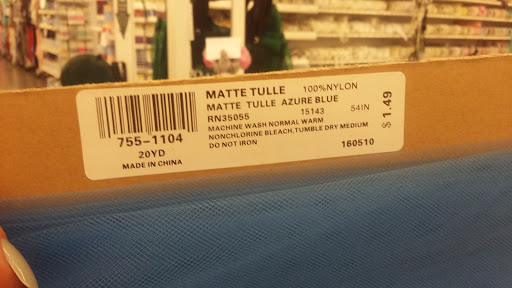 755-1104
20YD
MADE IN CHINA
MATTE TULLE 100%NYLON
MATTE TULLE AZURE BLUE
RN35055 15143 54IN
MACHINE WASH NORMAL WARM
NONCHLORINE BLEACH,TUMBLE DRY MEDIUM
DO NOT IRON 160510
$ 1.49